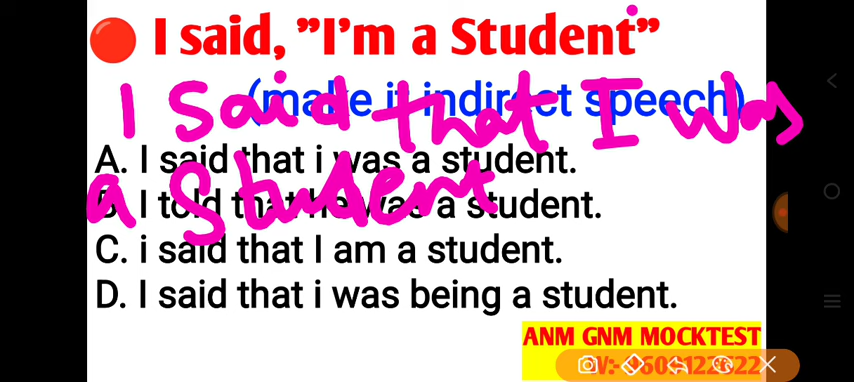 I said, "I'm a Student"
(make it indirect speech)
I Said that I was
a Student
A. I said that i was a student.
B. I told that he was a student.
C. i said that I am a student.
D. I said that i was being a student.
ANM GNM MOCKTEST